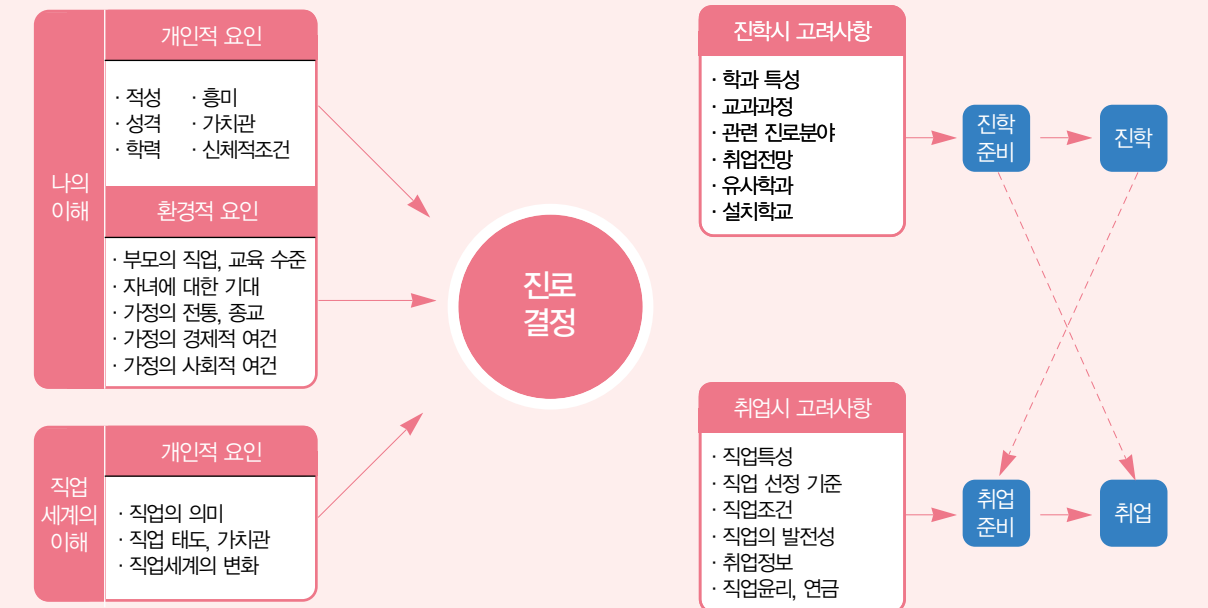 나의
이해
개인적 요인
· 적성 · 흥미
· 성격 · 가치관
· 학력 · 신체적조건
환경적 요인
· 부모의 직업, 교육 수준
· 자녀에 대한 기대
· 가정의 전통, 종교
· 가정의 경제적 여건
· 가정의 사회적 여건
직업
세계의
이해
개인적 요인
· 직업의 의미
· 직업 태도, 가치관
· 직업세계의 변화
진로
결정
진학시 고려사항
· 학과 특성
· 교과과정
· 관련 진로분야
· 취업전망
· 유사학과
· 설치학교
진학
준비
진학
취업시 고려사항
· 직업특성
· 직업 선정 기준
· 직업조건
· 직업의 발전성
· 취업정보
· 직업윤리, 연금
취업
준비
취업